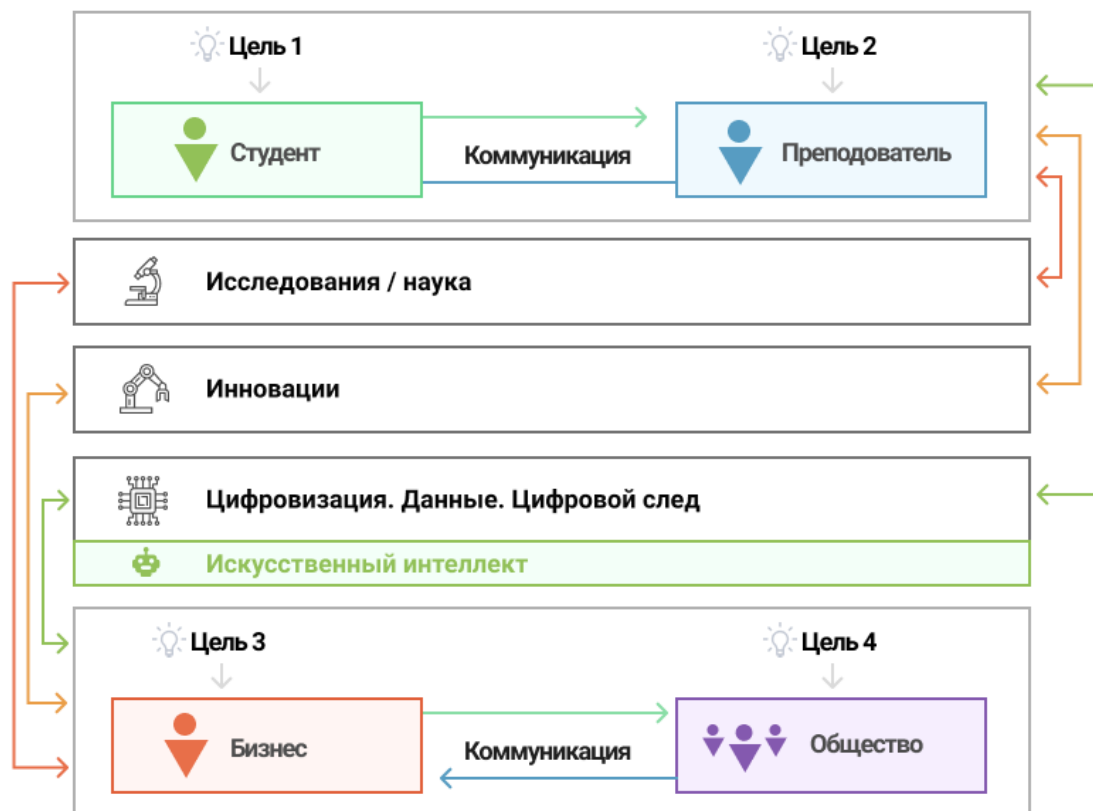 Цель 1
Цель 2
Студент
Коммуникация
Преподователь
Исследования / наука
Инновации
Цифровизация. Данные. Цифровой след
Искусственный интеллект
Цель 3
Цель 4
Бизнес
Коммуникация
Общество